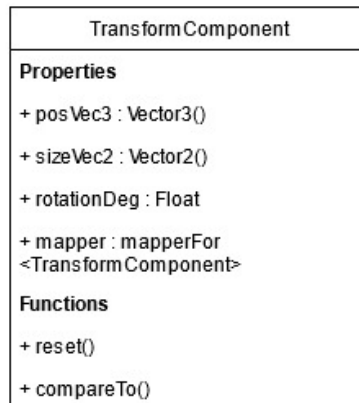 TransformComponent
Properties
+ posVec3 : Vector3()
+ sizeVec2 : Vector2()
+ rotationDeg : Float
+ mapper : mapperFor
<TransformComponent>
Functions
+ reset()
+ compareTo()